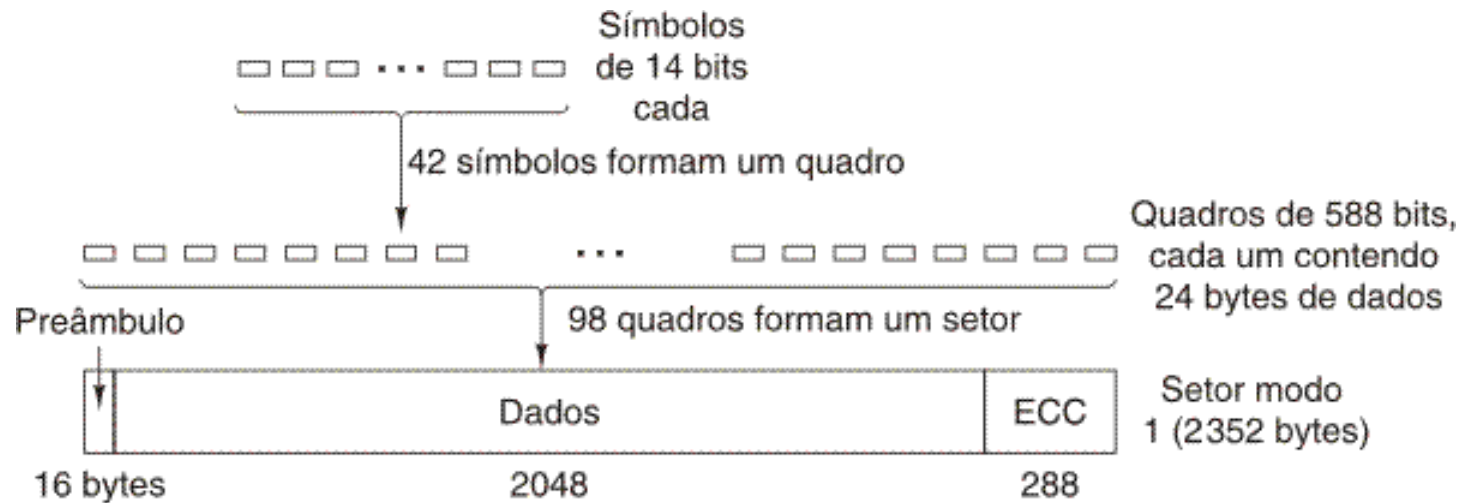 Símbolos
de 14 bits
cada
42 símbolos formam um quadro
Quadros de 588 bits,
cada um contendo
24 bytes de dados
Preâmbulo
98 quadros formam um setor
Dados
ECC
Setor modo
1 (2352 bytes)
16 bytes
2048
288